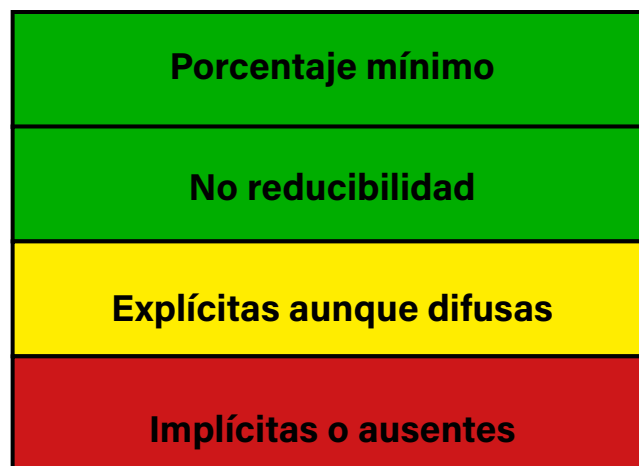 Porcentaje mínimo
No reducibilidad
Explícitas aunque difusas
Implícitas o ausentes